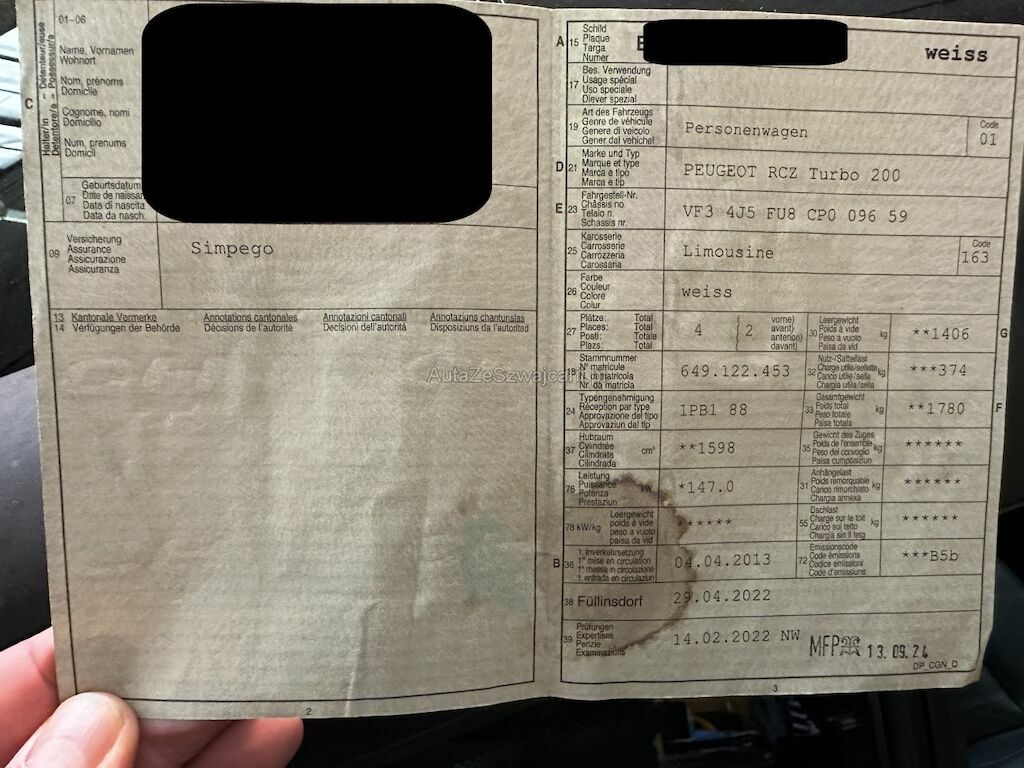 01-06
Halter/in - Détenteur/euse
Detentore/a - Possessur/a
C
Name, Vornamen
Wohnort
Nom, prénoms
Domicile
Cognome, nomi
Domicilio
Num, prenums
Domicil
07
Geburtsdatum
Date de naissan
Data di nascita
Data da nasch.
09
Versicherung
Assurance
Assicurazione
Assicuranza
Simpego
13 Kantonale Vermerke Annotations cantonales Annotazioni cantonali Annotaziuns chantunalas
14 Verfügungen der Behörde Décisions de l'autorité Decisioni dell'autorità Disposiziuns da l'autoritad
AutaZeSzwajcar
2
A 15
Schild
Plaque
Targa
Numer
weiss
17
Bes. Verwendung
Usage spécial
Uso speciale
Diever spezial
19
Art des Fahrzeugs
Genre de véhicule
Genere di veicolo
Gener dal vehichel
Personenwagen
Code
01
D 21
Marke und Typ
Marque et type
Marca e tipo
Marca e tip
PEUGEOT RCZ Turbo 200
E 23
Fahrgestell-Nr.
Châssis no
Telaio n.
Schassis nr.
VF3 4J5 FU8 CP0 096 59
25
Karosserie
Carrosserie
Carrozzeria
Carossaria
Limousine
Code
163
26
Farbe
Couleur
Colore
Colur
weiss
27
Plätze: Total
Places: Total
Posti: Totale
Plazs: Total
4
2
vorne)
avant)
anteriori)
davant)
30
Leergewicht
Poids à vide
Peso a vuoto
Paisa da vid
kg
**1406
G
18
Stammnummer
N° matricule
N. di matricola
Nr. da matricla
649.122.453
32
Nutz-/Sattellast
Charge utile/sellette
Carico utile/sella
Chargia utila/sella
kg
***374
24
Typengenehmigung
Réception par type
Approvazione del tipo
Approvaziun dal tip
1PB1 88
33
Gesamtgewicht
Poids total
Peso totale
Paisa totala
kg
**1780
F
37
Hubraum
Cylindrée
Cilindrata
Cilindrada
cm³
**1598
35
Gewicht des Zuges
Poids de l'ensemble
Peso del convoglio
Paisa cumposiziun
kg
******
76
Leistung
Puissance
Potenza
Prestaziun
kW
*147.0
31
Anhängelast
Poids remorquable
Carico rimorchiato
Chargia annexa
kg
******
78 kW/kg
Leergewicht
poids à vide
peso a vuoto
paisa da vid
******
55
Dachlast
Charge sur le toit
Carico sul tetto
Chargia sin il tetg
kg
******
B 36
1. Inverkehrsetzung
1re mise en circulation
1a messa in circolazione
1. entrada en circulaziun
04.04.2013
72
Emissionscode
Code émissions
Codice emissioni
Code d'emissiuns
***B5b
38 Füllinsdorf
29.04.2022
39
Prüfungen
Expertises
Perizie
Examinaziuns
14.02.2022 NW
MFP 13.09.24
DP_CGN_D
3